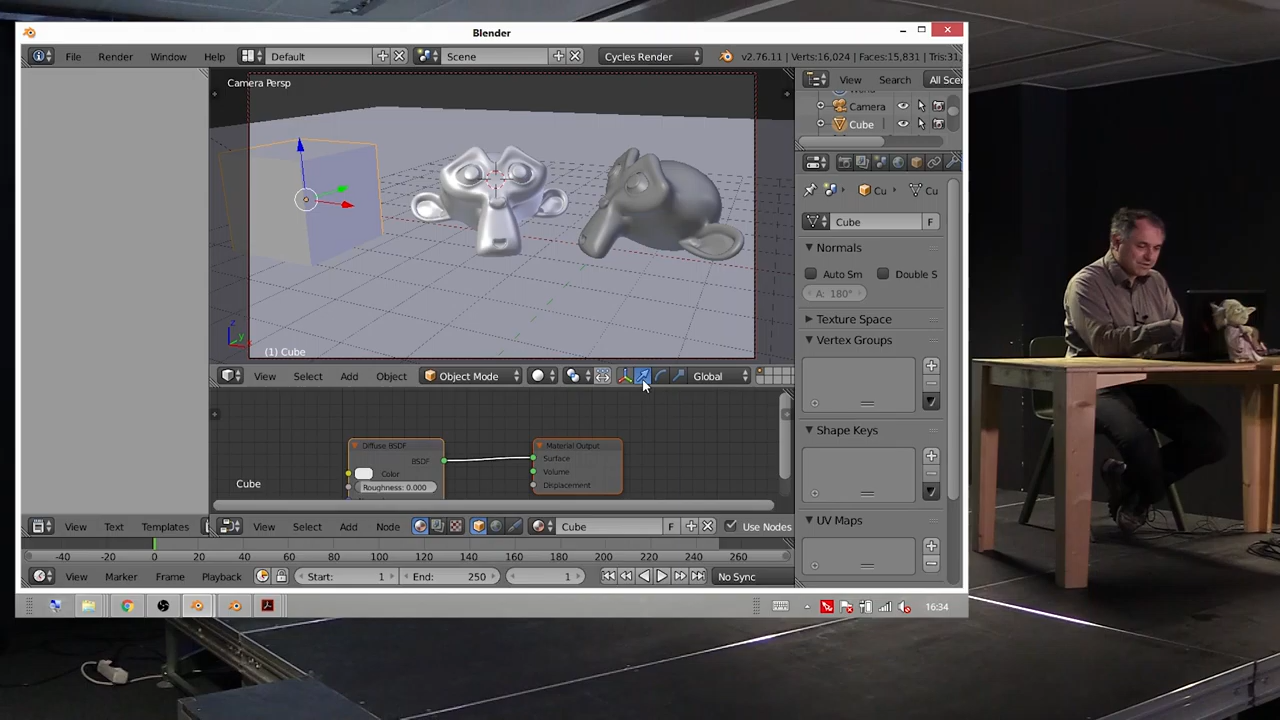 Blender
File Render Window Help Default Scene Cycles Render v2.76.11 | Verts:16,024 | Faces:15,831 | Tris:31,
Camera Persp
View Search All Scer
Camera
Cube
Cu Cu
Cube F
Normals
Auto Sm Double S
A: 180°
Texture Space
Vertex Groups
z
y
(1) Cube
View Select Add Object Object Mode Global
Shape Keys
Diffuse BSDF
BSDF
Color
Roughness: 0.000
Material Output
Surface
Volume
Displacement
Cube
UV Maps
View Text Templates
View Select Add Node Cube F Use Nodes
-40 -20 0 20 40 60 80 100 120 140 160 180 200 220 240 260
View Marker Frame Playback Start: 1 End: 250 1 No Sync
16:34